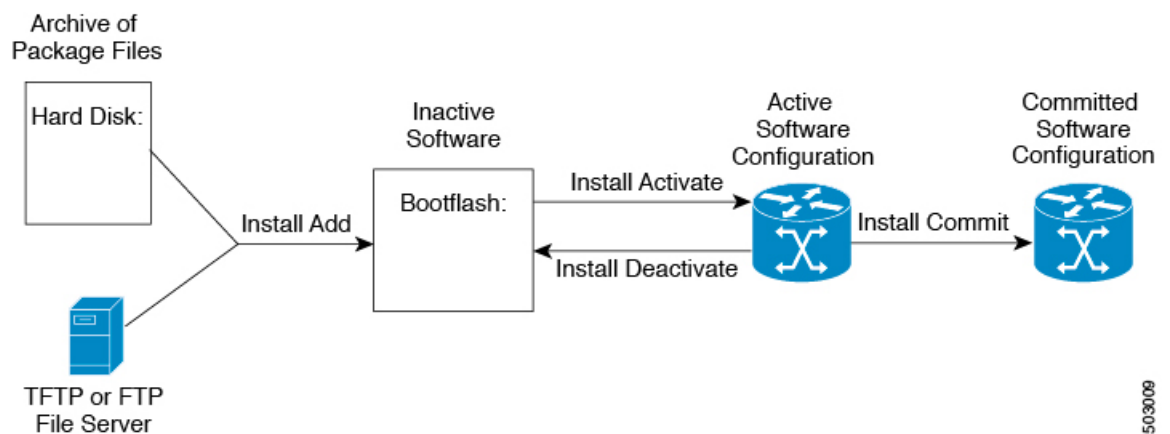 Archive of
Package Files
Hard Disk:
TFTP or FTP
File Server
Install Add
Inactive
Software
Bootflash:
Install Activate
Install Deactivate
Active
Software
Configuration
Install Commit
Committed
Software
Configuration
503009